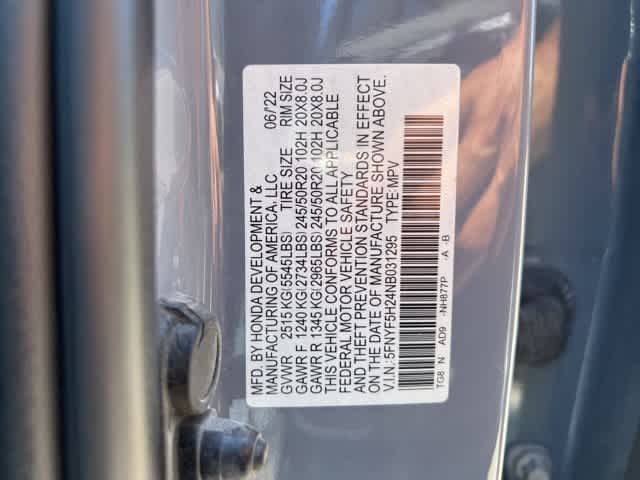 MFD. BY HONDA DEVELOPMENT &
MANUFACTURING OF AMERICA, LLC 06/'22
GVWR 2515 KG(5545LBS) TIRE SIZE RIM SIZE
GAWR F 1240 KG(2734LBS) 245/50R20 102H 20X8.0J
GAWR R 1345 KG(2965LBS) 245/50R20 102H 20X8.0J
THIS VEHICLE CONFORMS TO ALL APPLICABLE
FEDERAL MOTOR VEHICLE SAFETY
AND THEFT PREVENTION STANDARDS IN EFFECT
ON THE DATE OF MANUFACTURE SHOWN ABOVE.
V.I.N.: 5FNYF5H24NB031295 TYPE:MPV
TG8 N AD9 -NH877P -A -B